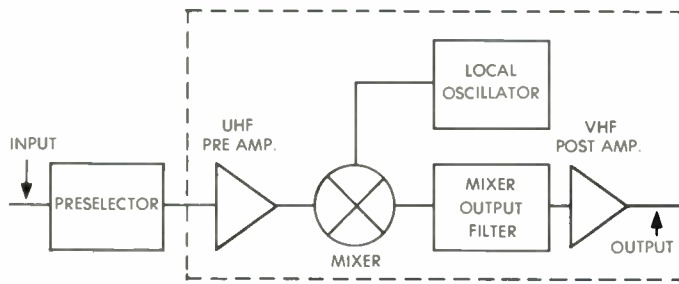 INPUT
PRESELECTOR
UHF
PRE AMP.
MIXER
LOCAL
OSCILLATOR
MIXER
OUTPUT
FILTER
VHF
POST AMP.
OUTPUT